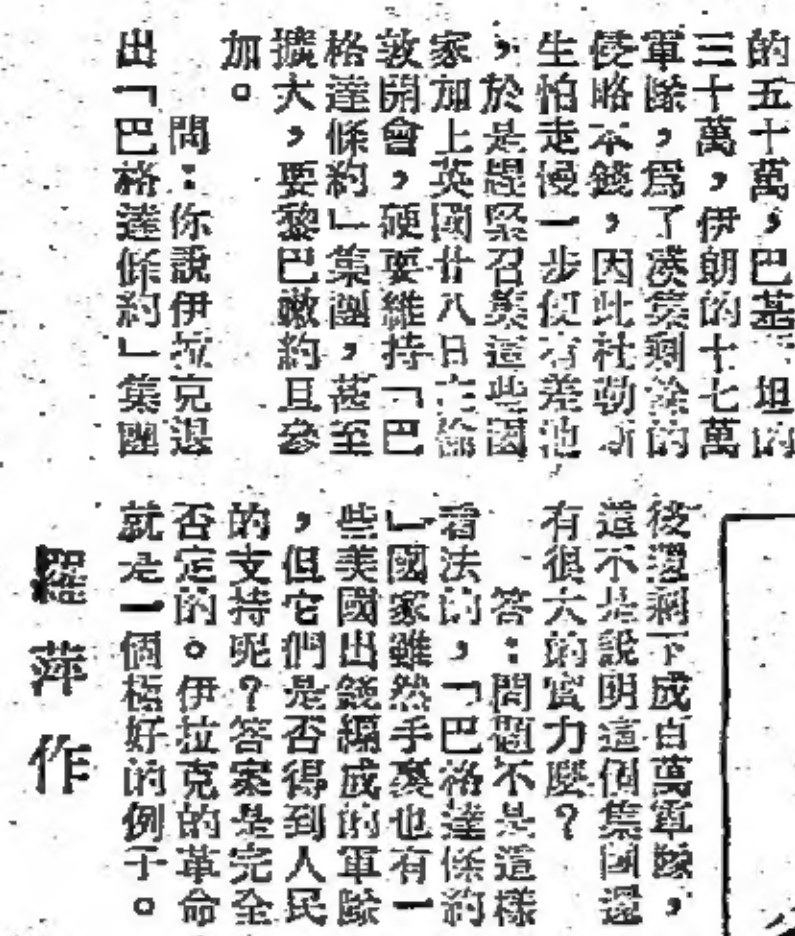 的五十萬，巴基　坦的
三十萬，伊朗的十七萬
軍隊，爲了湊集剩餘的
侵略本錢，因此杜勒斯
生怕走慢一步便有差池
，於是趕緊召集這些國
家加上英國廿八日在倫
敦開會，硬要維持「巴
格達條約」集團，甚至
擴大，要黎巴嫩約且參
加。
問：你說伊拉克退
出「巴格達條約」集團
後還剩下成百萬軍隊，
這不是說明這個集團還
有很大的實力麼？
答：問題不是這樣
看法的，「巴格達條約
」國家雖然手裏也有一
些美國出錢編成的軍隊
，但它們是否得到人民
的支持呢？答案是完全
否定的。伊拉克的革命
就是一個極好的例子。
羅萍作